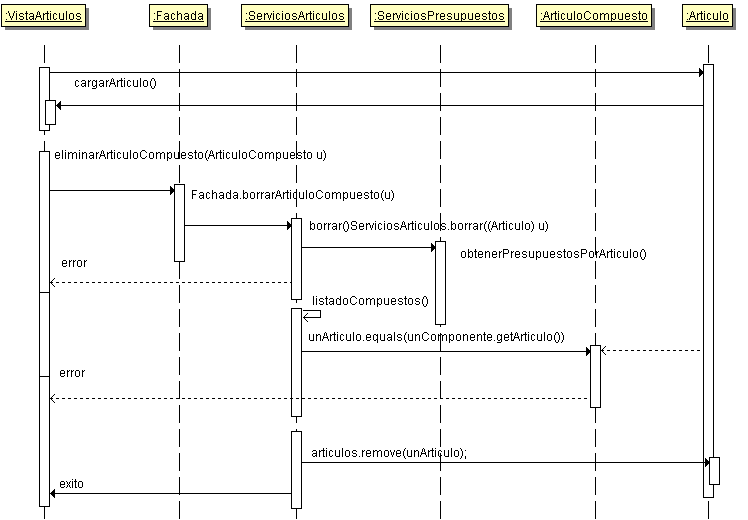 :VistaArticulos
:Fachada
:ServiciosArticulos
:ServiciosPresupuestos
:ArticuloCompuesto
:Articulo
cargarArticulo()
eliminarArticuloCompuesto(ArticuloCompuesto u)
Fachada.borrarArticuloCompuesto(u)
borrar()ServiciosArticulos.borrar((Articulo) u)
obtenerPresupuestosPorArticulo()
error
listadoCompuestos()
unArticulo.equals(unComponente.getArticulo())
error
articulos.remove(unArticulo);
exito